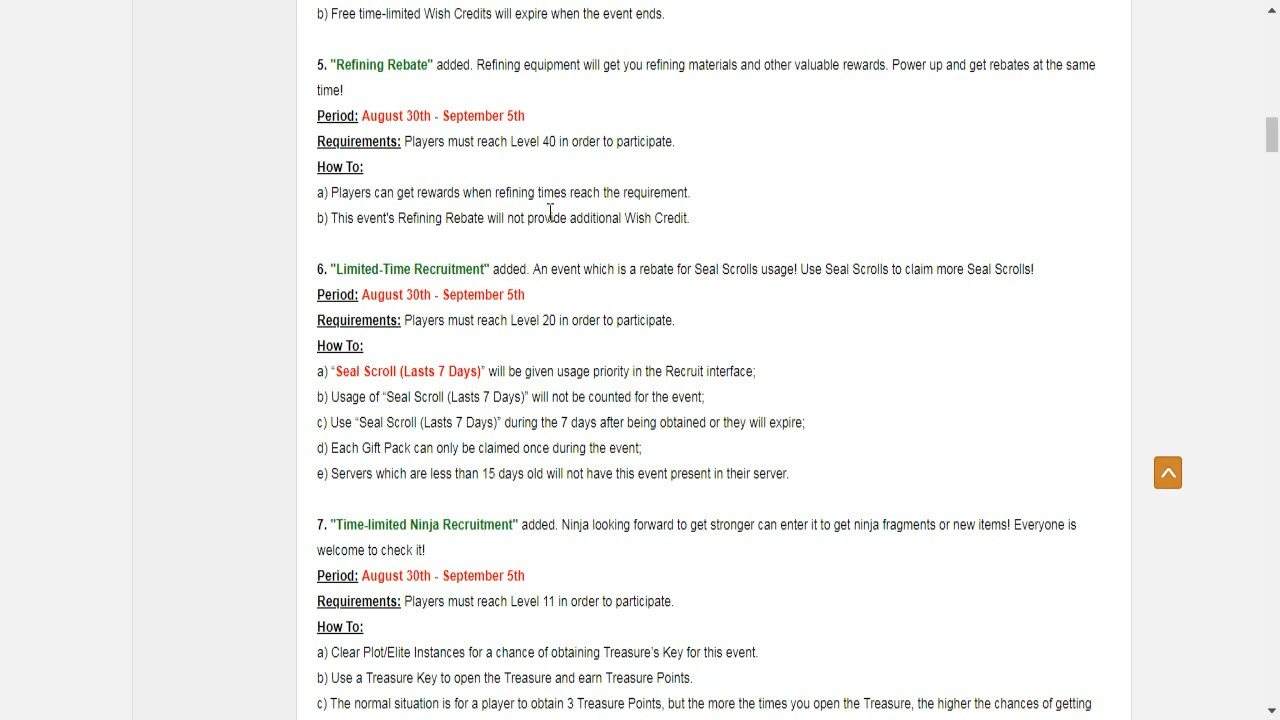 b) Free time-limited Wish Credits will expire when the event ends.
5. "Refining Rebate" added. Refining equipment will get you refining materials and other valuable rewards. Power up and get rebates at the same
time!
Period: August 30th - September 5th
Requirements: Players must reach Level 40 in order to participate.
How To:
a) Players can get rewards when refining times reach the requirement.
b) This event's Refining Rebate will not provide additional Wish Credit.
6. "Limited-Time Recruitment" added. An event which is a rebate for Seal Scrolls usage! Use Seal Scrolls to claim more Seal Scrolls!
Period: August 30th - September 5th
Requirements: Players must reach Level 20 in order to participate.
How To:
a) “Seal Scroll (Lasts 7 Days)” will be given usage priority in the Recruit interface;
b) Usage of “Seal Scroll (Lasts 7 Days)” will not be counted for the event;
c) Use “Seal Scroll (Lasts 7 Days)” during the 7 days after being obtained or they will expire;
d) Each Gift Pack can only be claimed once during the event;
e) Servers which are less than 15 days old will not have this event present in their server.
7. "Time-limited Ninja Recruitment" added. Ninja looking forward to get stronger can enter it to get ninja fragments or new items! Everyone is
welcome to check it!
Period: August 30th - September 5th
Requirements: Players must reach Level 11 in order to participate.
How To:
a) Clear Plot/Elite Instances for a chance of obtaining Treasure’s Key for this event.
b) Use a Treasure Key to open the Treasure and earn Treasure Points.
c) The normal situation is for a player to obtain 3 Treasure Points, but the more the times you open the Treasure, the higher the chances of getting